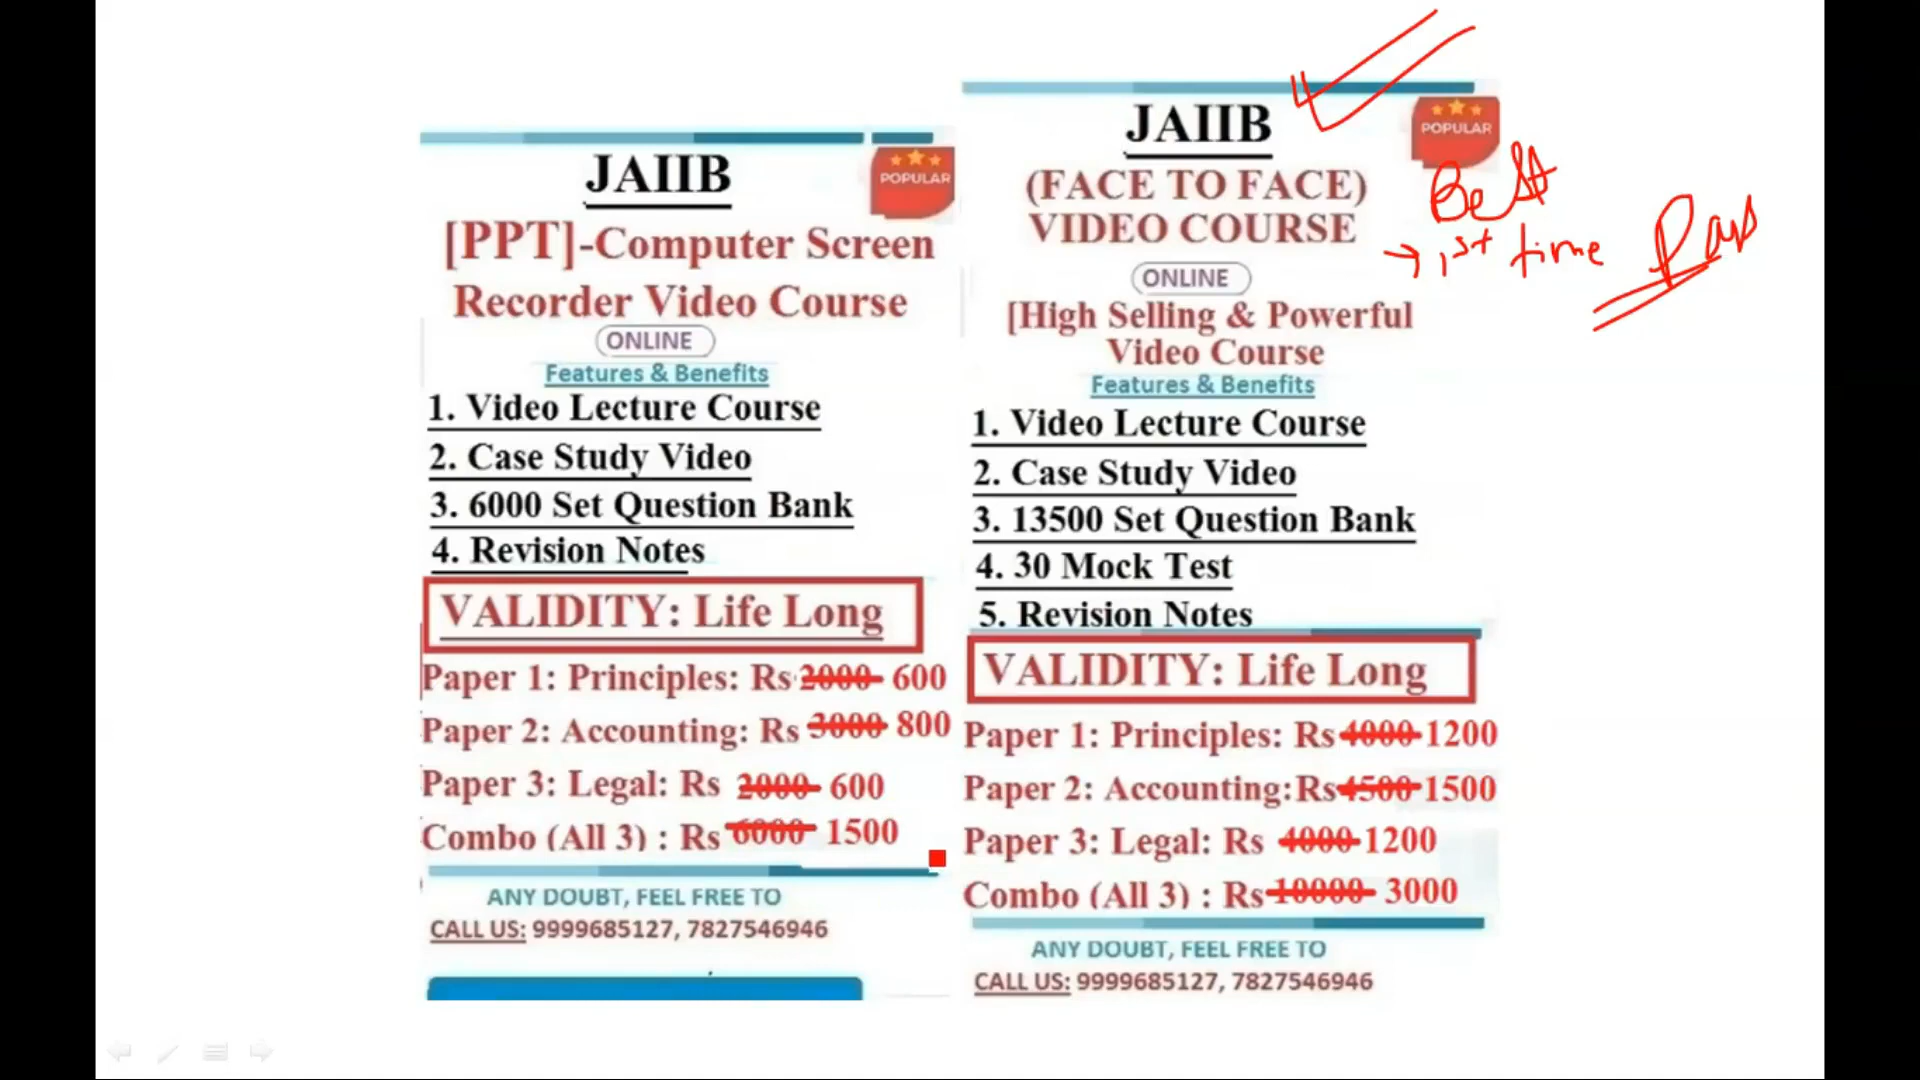 JAIIB
POPULAR
[PPT]-Computer Screen
Recorder Video Course
ONLINE
Features & Benefits
1. Video Lecture Course
2. Case Study Video
3. 6000 Set Question Bank
4. Revision Notes
VALIDITY: Life Long
Paper 1: Principles: Rs 2000 600
Paper 2: Accounting: Rs 3000 800
Paper 3: Legal: Rs 2000 600
Combo (All 3) : Rs 6000 1500
ANY DOUBT, FEEL FREE TO
CALL US: 9999685127, 7827546946
JAIIB
POPULAR
(FACE TO FACE)
VIDEO COURSE
ONLINE
[High Selling & Powerful
Video Course
Features & Benefits
1. Video Lecture Course
2. Case Study Video
3. 13500 Set Question Bank
4. 30 Mock Test
5. Revision Notes
VALIDITY: Life Long
Paper 1: Principles: Rs 4000 1200
Paper 2: Accounting: Rs 4500 1500
Paper 3: Legal: Rs 4000 1200
Combo (All 3) : Rs 10000 3000
ANY DOUBT, FEEL FREE TO
CALL US: 9999685127, 7827546946
Best
→ 1st time Pass